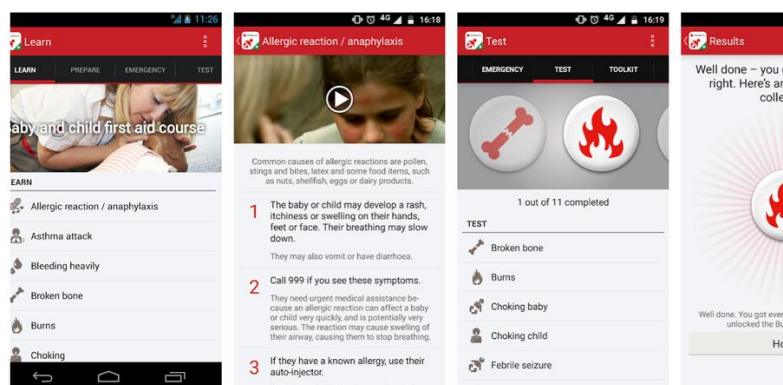 11:26
Learn
LEARN PREPARE EMERGENCY TEST
aby and child first aid course
EARN
Allergic reaction / anaphylaxis
Asthma attack
Bleeding heavily
Broken bone
Burns
Choking
4G 16:18
Allergic reaction / anaphylaxis
Common causes of allergic reactions are pollen,
stings and bites, latex and some food items, such
as nuts, shellfish, eggs or dairy products.
1 The baby or child may develop a rash,
itchiness or swelling on their hands,
feet or face. Their breathing may slow
down.
They may also vomit or have diarrhoea.
2 Call 999 if you see these symptoms.
They need urgent medical assistance be-
cause an allergic reaction can affect a baby
or child very quickly, and is potentially very
serious. The reaction may cause swelling of
their airway, causing them to stop breathing.
3 If they have a known allergy, use their
auto-injector.
4G 16:19
Test
EMERGENCY TEST TOOLKIT
1 out of 11 completed
TEST
Broken bone
Burns
Choking baby
Choking child
Febrile seizure
Results
Well done – you
right. Here's an
colle
Well done. You got ever
unlocked the Bu
Ho